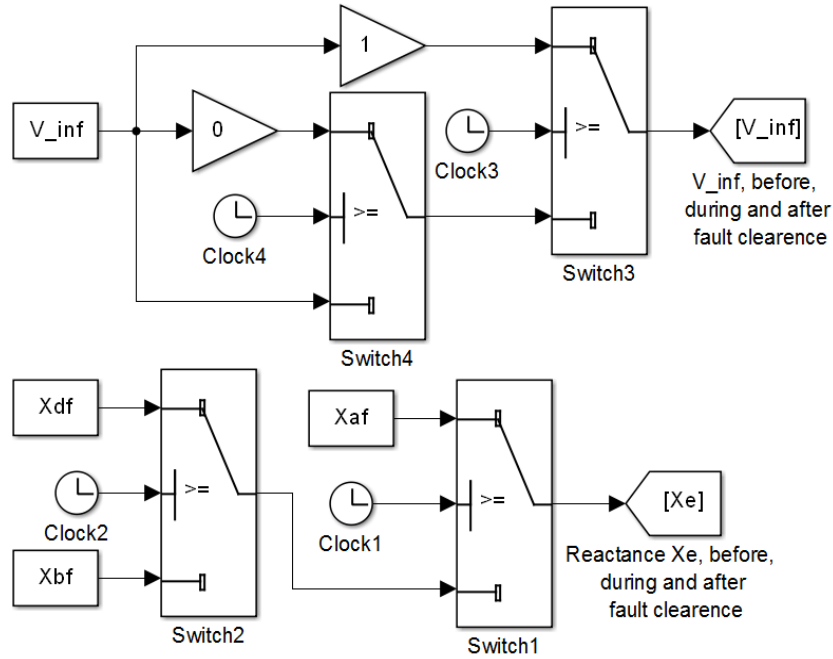 1
V_inf
0
>=
Clock3
[V_inf]
V_inf, before,
during and after
fault clearence
>=
Clock4
Switch3
Switch4
Xdf
Xaf
>=
Clock2
>=
Clock1
[Xe]
Reactance Xe, before,
during and after
fault clearence
Xbf
Switch2
Switch1